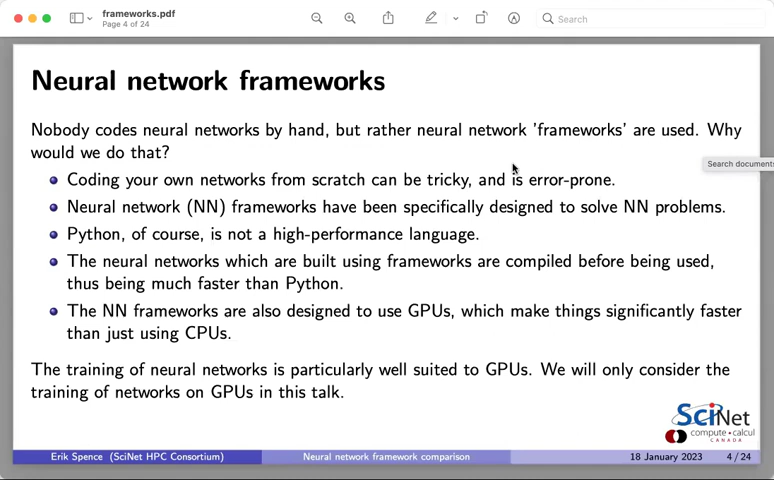 frameworks.pdf
Page 4 of 24
Search
Neural network frameworks
Nobody codes neural networks by hand, but rather neural network 'frameworks' are used. Why
would we do that?
Search documents
Coding your own networks from scratch can be tricky, and is error-prone.
Neural network (NN) frameworks have been specifically designed to solve NN problems.
Python, of course, is not a high-performance language.
The neural networks which are built using frameworks are compiled before being used,
thus being much faster than Python.
The NN frameworks are also designed to use GPUs, which make things significantly faster
than just using CPUs.
The training of neural networks is particularly well suited to GPUs. We will only consider the
training of networks on GPUs in this talk.
SciNet
compute • calcul
CANADA
Erik Spence (SciNet HPC Consortium) Neural network framework comparison 18 January 2023 4 / 24